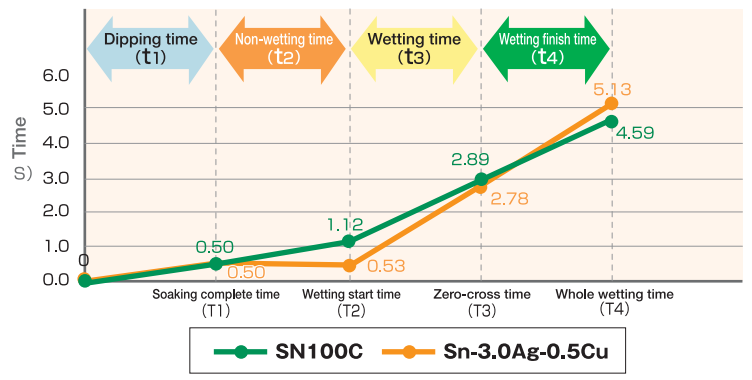 Dipping time
(t1)
Non-wetting time
(t2)
Wetting time
(t3)
Wetting finish time
(t4)
6.0
5.0
4.0
3.0
2.0
1.0
0.0
Time
S)
0
0.50
0.50
1.12
0.53
2.89
2.78
5.13
4.59
Soaking complete time
(T1)
Wetting start time
(T2)
Zero-cross time
(T3)
Whole wetting time
(T4)
SN100C
Sn-3.0Ag-0.5Cu